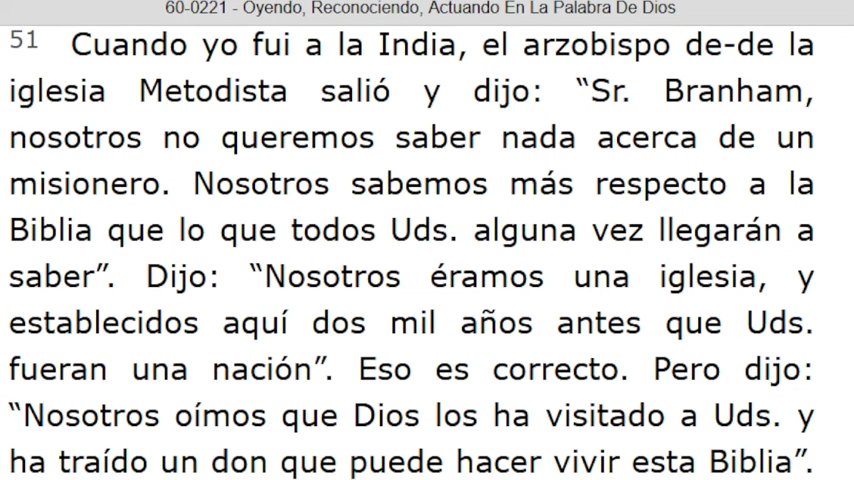 60-0221 - Oyendo, Reconociendo, Actuando En La Palabra De Dios
51 Cuando yo fui a la India, el arzobispo de-de la
iglesia Metodista salió y dijo: “Sr. Branham,
nosotros no queremos saber nada acerca de un
misionero. Nosotros sabemos más respecto a la
Biblia que lo que todos Uds. alguna vez llegarán a
saber”. Dijo: “Nosotros éramos una iglesia, y
establecidos aquí dos mil años antes que Uds.
fueran una nación”. Eso es correcto. Pero dijo:
“Nosotros oímos que Dios los ha visitado a Uds. y
ha traído un don que puede hacer vivir esta Biblia”.